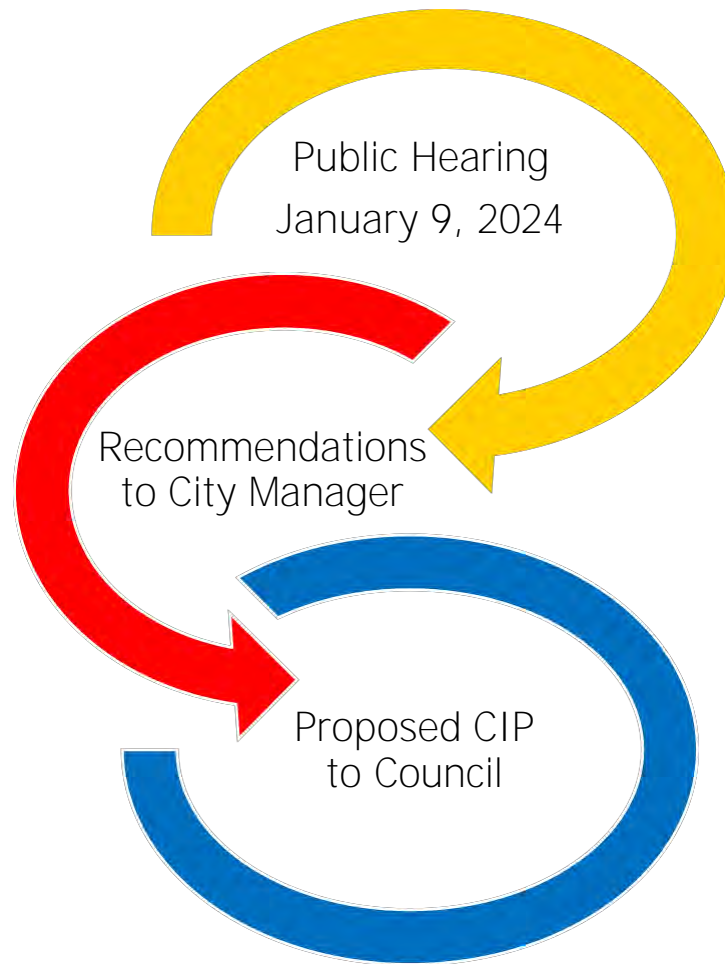 Public Hearing
January 9, 2024
Recommendations
to City Manager
Proposed CIP
to Council